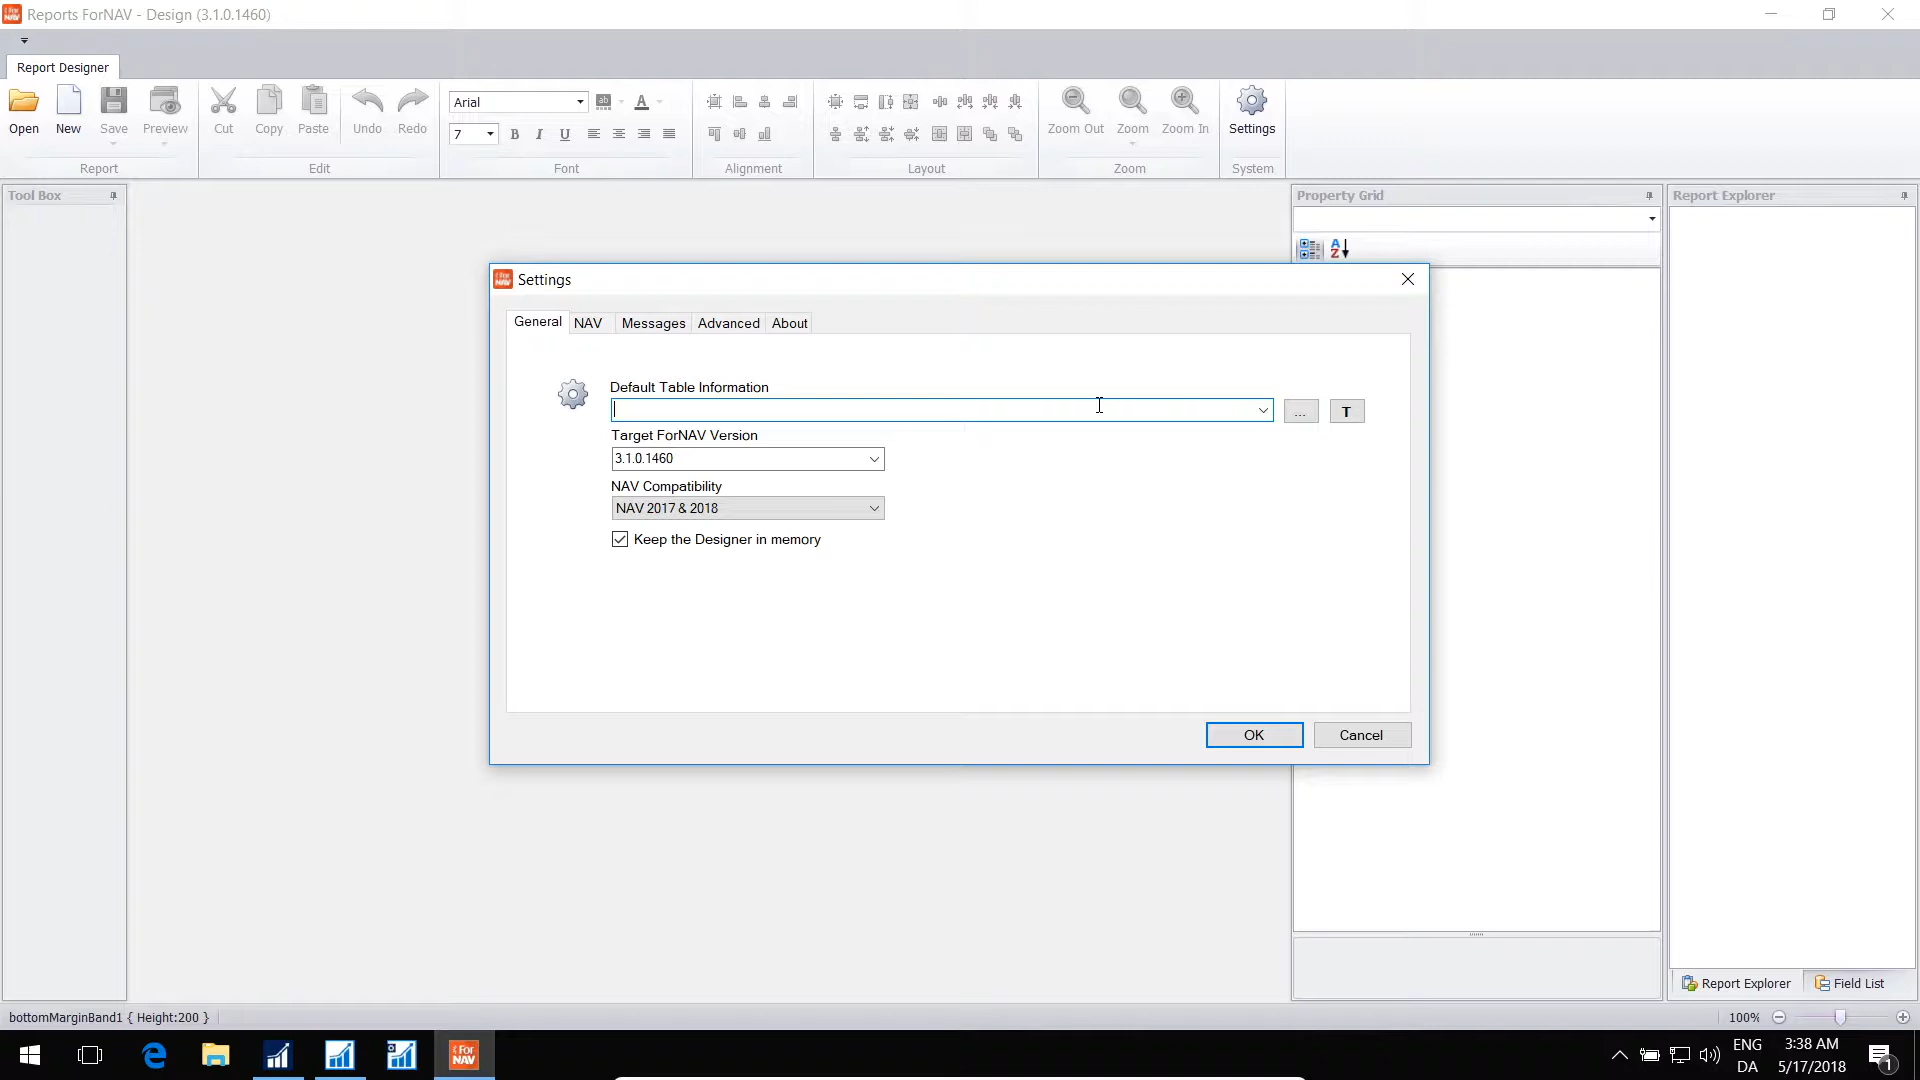 Reports ForNAV - Design (3.1.0.1460)
Report Designer
Open
New
Save
Preview
Report
Cut
Copy
Paste
Undo
Redo
Edit
Arial
7
B I U
Font
Alignment
Layout
Zoom Out
Zoom
Zoom In
Zoom
Settings
System
Tool Box
Property Grid
Report Explorer
Settings
General
NAV
Messages
Advanced
About
Default Table Information
...
T
Target ForNAV Version
3.1.0.1460
NAV Compatibility
NAV 2017 & 2018
Keep the Designer in memory
OK
Cancel
Report Explorer
Field List
bottomMarginBand1 { Height:200 }
100%
ENG
DA
3:38 AM
5/17/2018
1